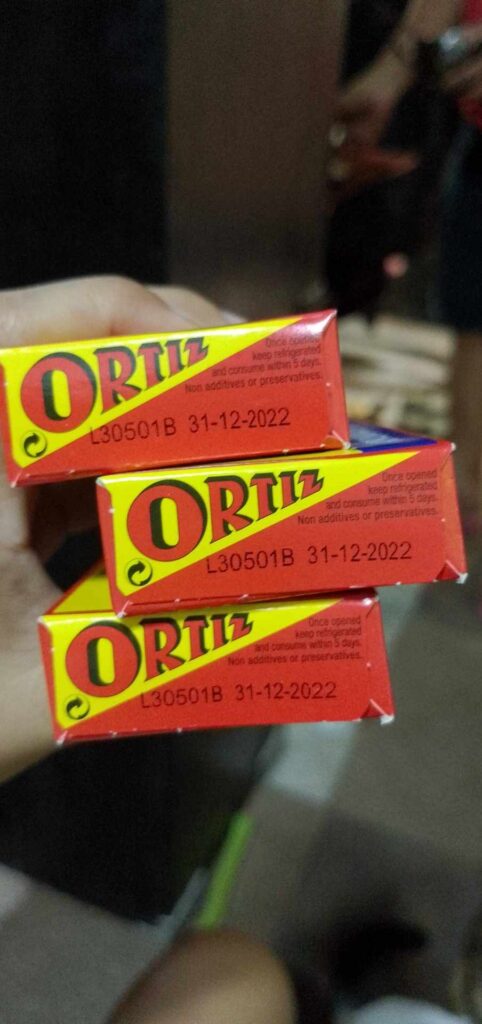 ORTIZ
Once opened
keep refrigerated
and consume within 5 days.
Non additives or preservatives.
L30501B 31-12-2022
ORTIZ
Once opened
keep refrigerated
and consume within 5 days.
Non additives or preservatives.
L30501B 31-12-2022
ORTIZ
Once opened
keep refrigerated
and consume within 5 days.
Non additives or preservatives.
L30501B 31-12-2022